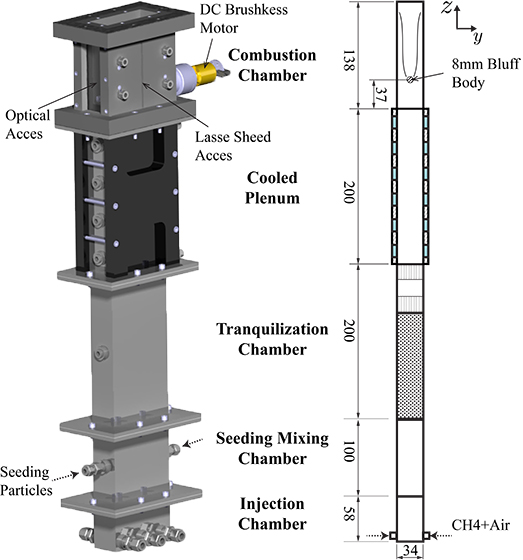 DC Brushkess
Motor
Combustion
Chamber
Optical
Acces
Lasse Sheed
Acces
Cooled
Plenum
Tranquilization
Chamber
Seeding Mixing
Chamber
Seeding
Particles
Injection
Chamber
z
y
8mm Bluff
Body
138
37
200
200
100
58
CH4+Air
34